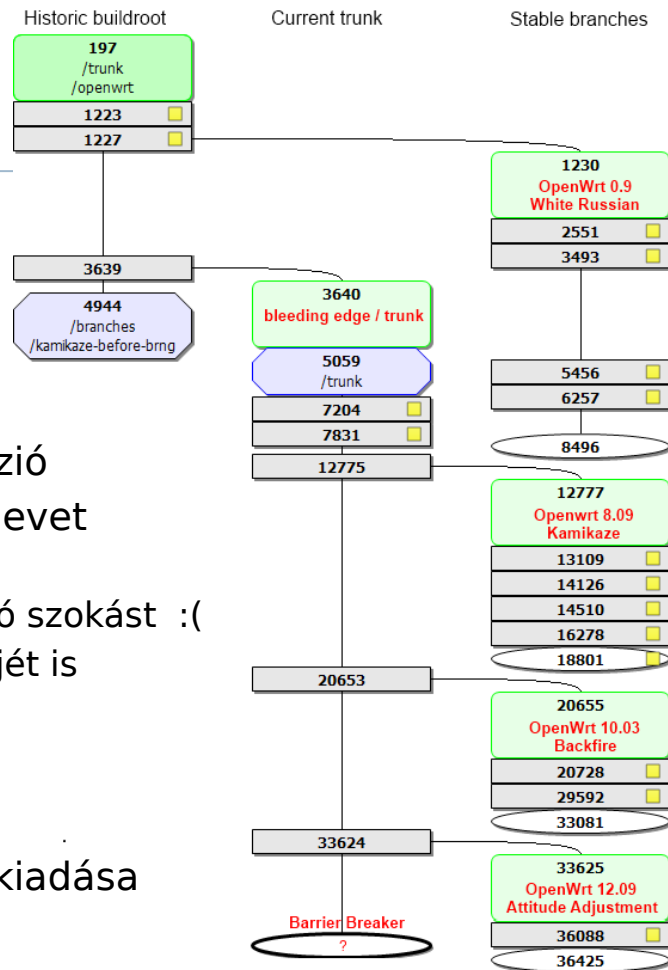 Historic buildroot
Current trunk
Stable branches
197
/trunk
/openwrt
1223
1227
3639
4944
/branches
/kamikaze-before-brng
3640
bleeding edge / trunk
5059
/trunk
7204
7831
12775
20653
33624
Barrier Breaker
?
1230
OpenWrt 0.9
White Russian
2551
3493
5456
6257
8496
12777
Openwrt 8.09
Kamikaze
13109
14126
14510
16278
18801
20655
OpenWrt 10.03
Backfire
20728
29592
33081
33625
OpenWrt 12.09
Attitude Adjustment
36088
36425
zió
evet
ó szokást :(
jét is
.
kiadása